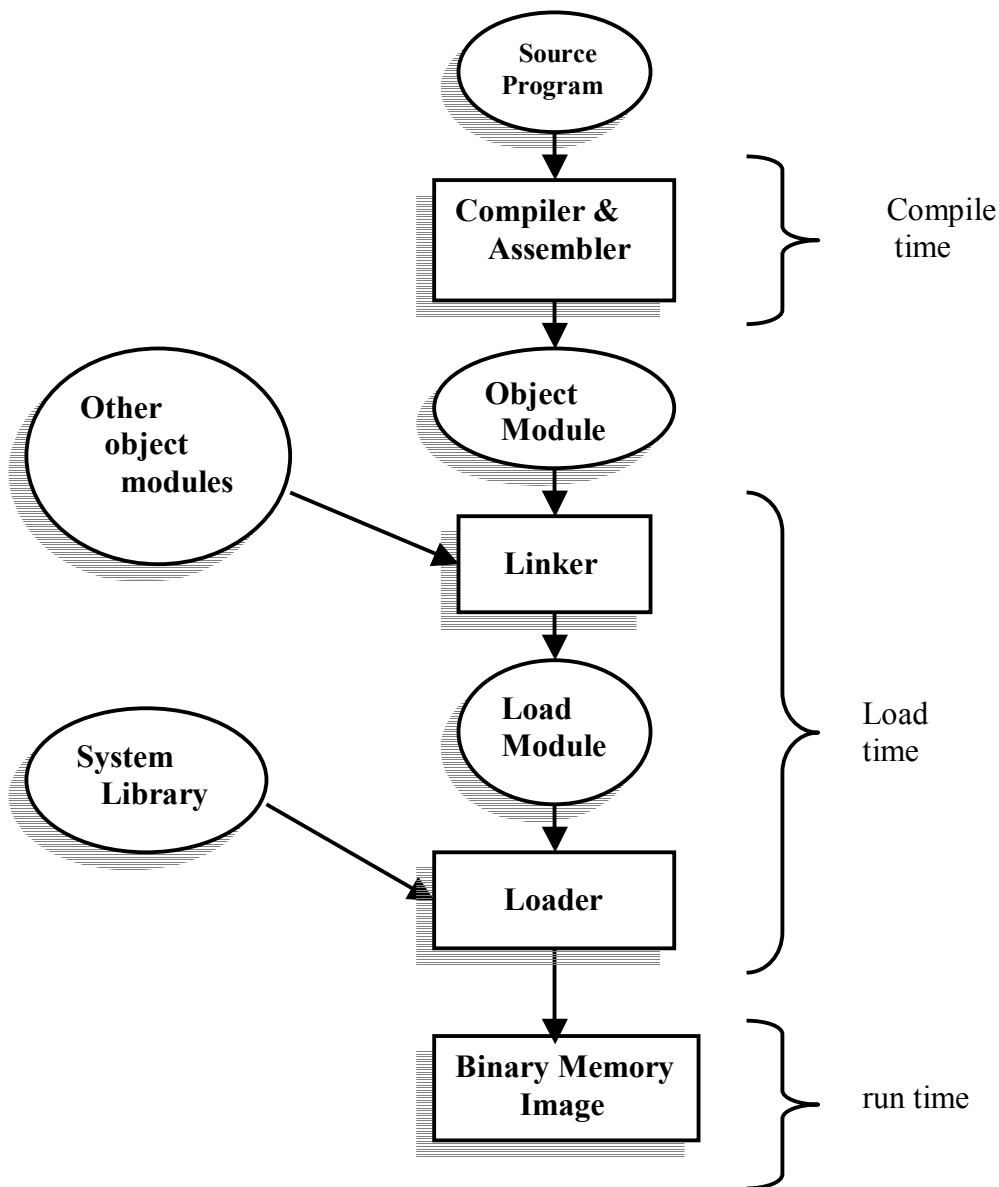 Source
Program
Compiler &
Assembler
Compile
time
Object
Module
Other
object
modules
Linker
Load
Module
Load
time
System
Library
Loader
Binary Memory
Image
run time